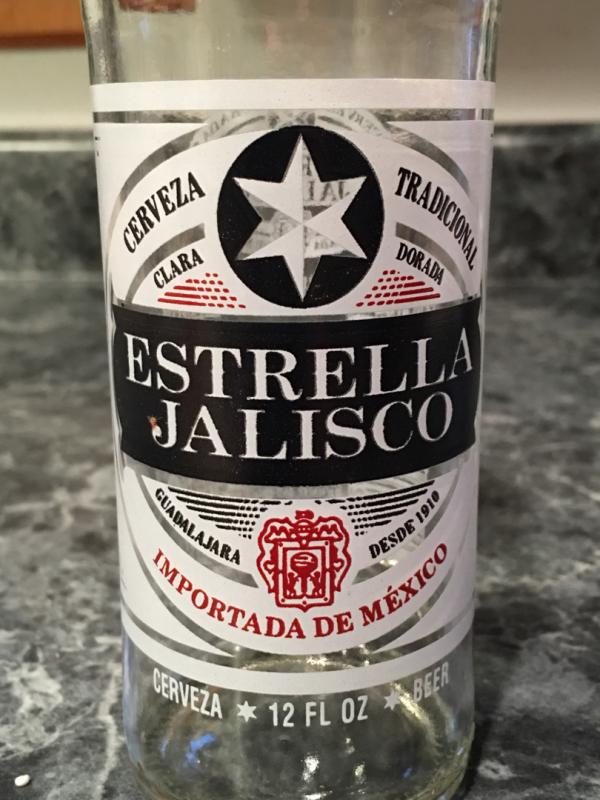 CERVEZA TRADICIONAL
CLARA DORADA
ESTRELLA
JALISCO
GUADALAJARA DESDE 1910
IMPORTADA DE MÉXICO
CERVEZA ✶ 12 FL OZ ✶ BEER